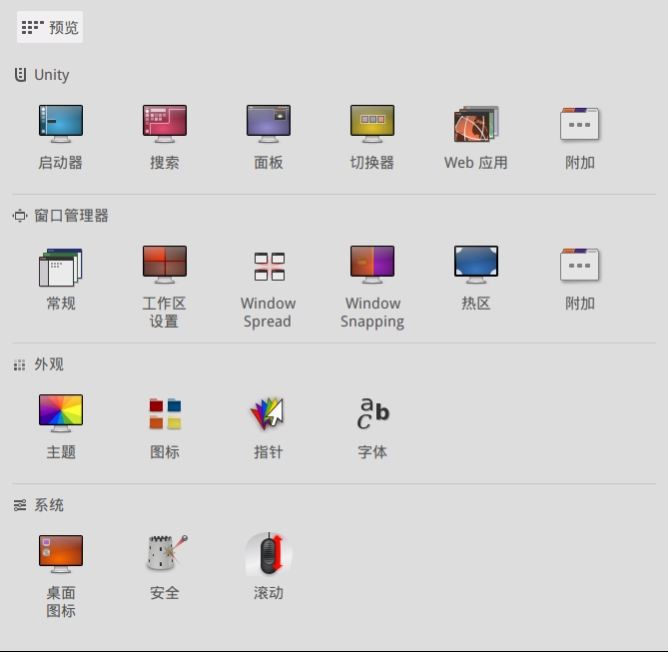 预览
Unity
启动器
搜索
面板
切换器
Web 应用
附加
窗口管理器
常规
工作区
设置
Window
Spread
Window
Snapping
热区
附加
外观
主题
图标
指针
字体
系统
桌面
图标
安全
滚动